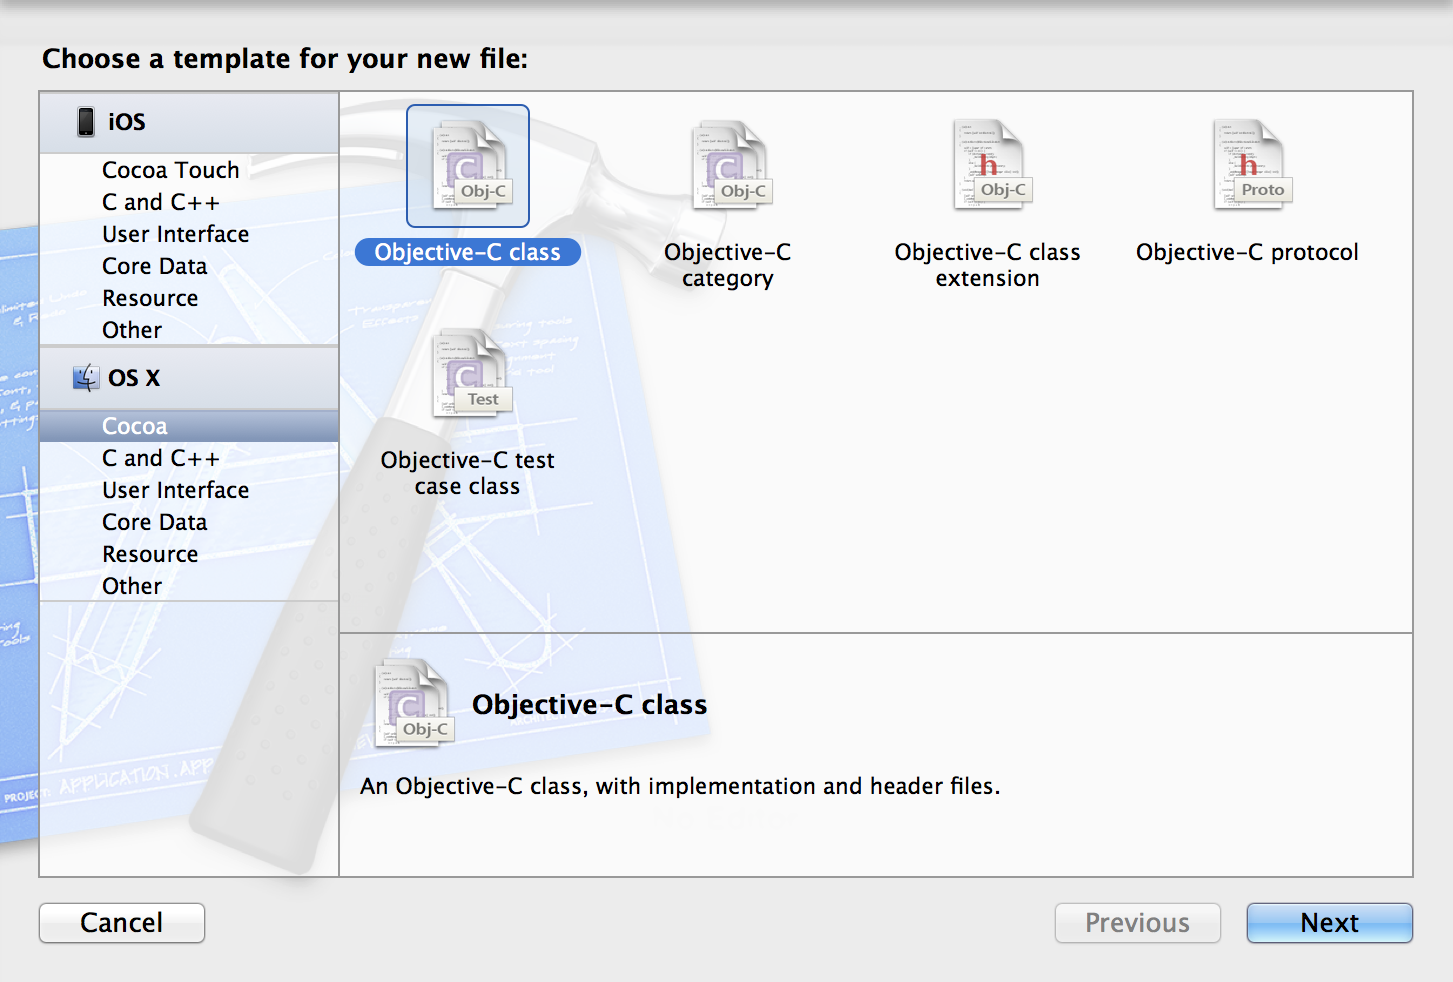 Choose a template for your new file:
iOS
Cocoa Touch
C and C++
User Interface
Core Data
Resource
Other
OS X
Cocoa
C and C++
User Interface
Core Data
Resource
Other
Obj-C
Objective-C class
Obj-C
Objective-C
category
Obj-C
Objective-C class
extension
Proto
Objective-C protocol
Test
Objective-C test
case class
Obj-C
Objective-C class
An Objective-C class, with implementation and header files.
PROJECT: APPLICATION.APP
Cancel
Previous
Next